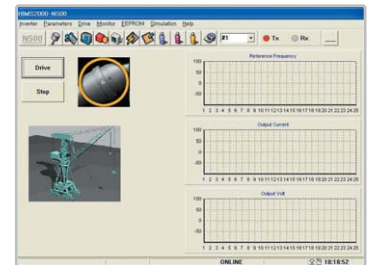 HIMS2000-N500
Inverter Parameters Drive Monitor EEPROM Simulation Help
N500 #1 Tx Rx
Drive
Stop
Reference Frequency
100
50
0
-50
1 2 3 4 5 6 7 8 9 10 11 12 13 14 15 16 17 18 19 20 21 22 23 24 25
Output Current
100
50
0
-50
1 2 3 4 5 6 7 8 9 10 11 12 13 14 15 16 17 18 19 20 21 22 23 24 25
Output Volt
100
50
0
-50
1 2 3 4 5 6 7 8 9 10 11 12 13 14 15 16 17 18 19 20 21 22 23 24 25
ONLINE 오전 10:18:52